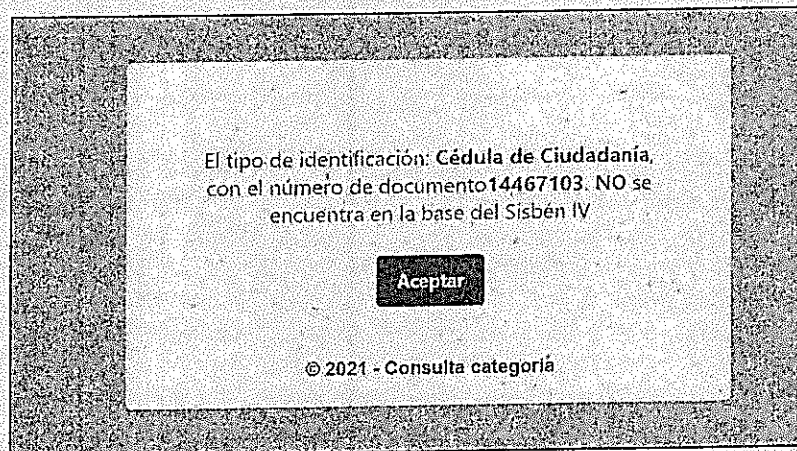 El tipo de identificación: Cédula de Ciudadanía,
con el número de documento14467103. NO se
encuentra en la base del Sisbén IV
Aceptar
© 2021 - Consulta categoría